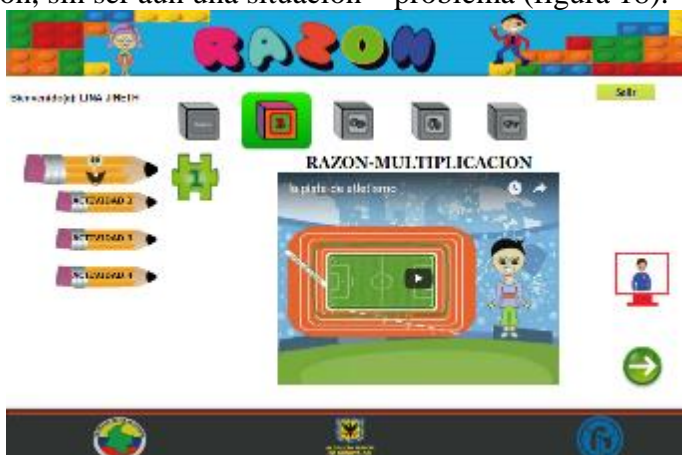 ón, sin ser aún una situación – problema (figura 16).
RAZON
Bienvenido(a): LINA JINETH
Salir
RAZON-MULTIPLICACION
la pista de atletismo
1
ACTIVIDAD 2
ACTIVIDAD 3
ACTIVIDAD 4